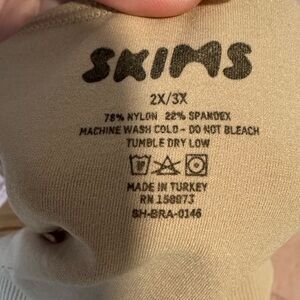 SKIMS
2X/3X
78% NYLON 22% SPANDEX
MACHINE WASH COLD - DO NOT BLEACH
TUMBLE DRY LOW
MADE IN TURKEY
RN 158973
SH-BRA-0146